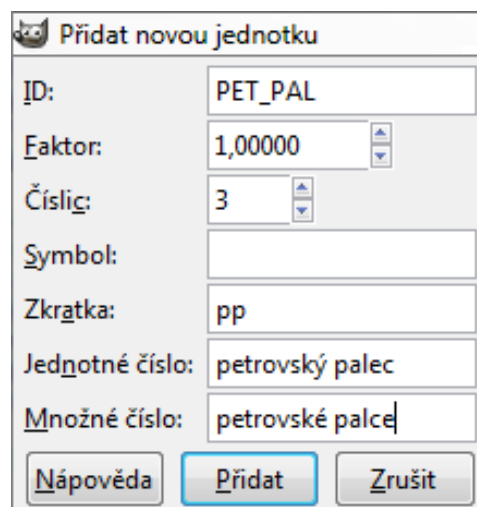 Přidat novou jednotku
ID: PET_PAL
Faktor: 1,00000
Číslic: 3
Symbol:
Zkratka: pp
Jednotné číslo: petrovský palec
Množné číslo: petrovské palce
Nápověda Přidat Zrušit